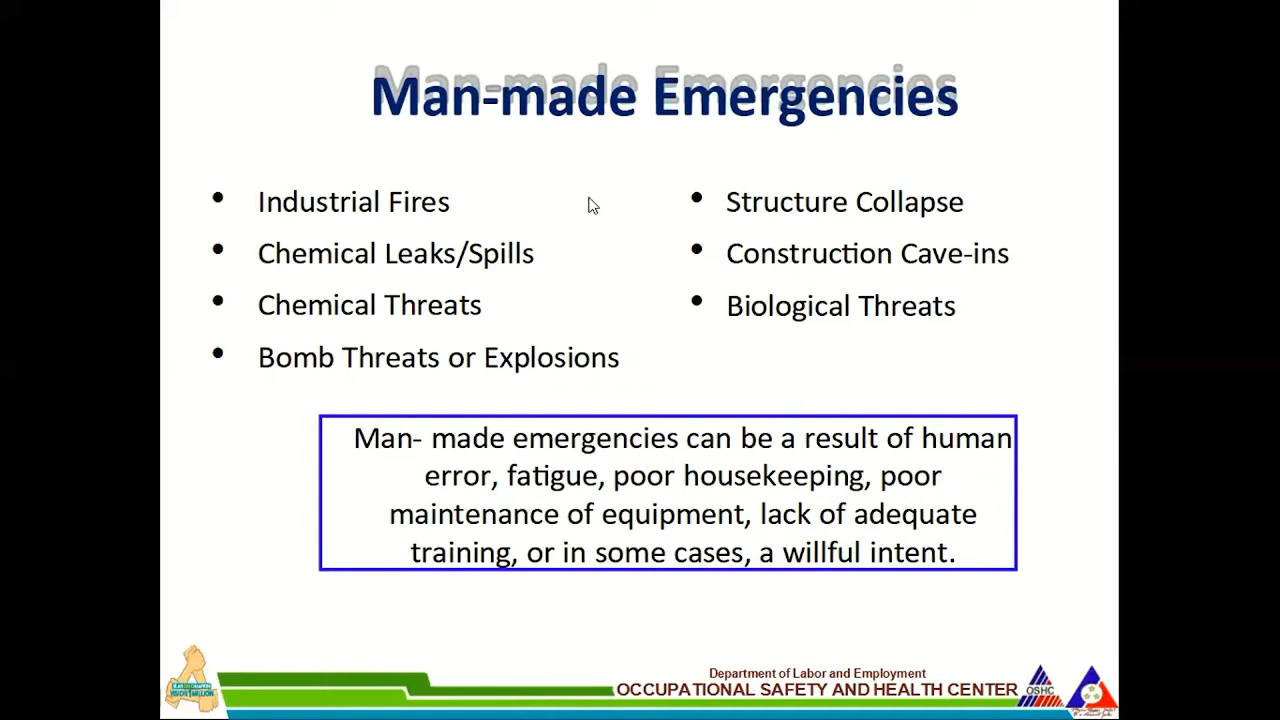 Man-made Emergencies
• Industrial Fires
• Chemical Leaks/Spills
• Chemical Threats
• Bomb Threats or Explosions
• Structure Collapse
• Construction Cave-ins
• Biological Threats
Man- made emergencies can be a result of human
error, fatigue, poor housekeeping, poor
maintenance of equipment, lack of adequate
training, or in some cases, a willful intent.
Department of Labor and Employment
OCCUPATIONAL SAFETY AND HEALTH CENTER
OSHC